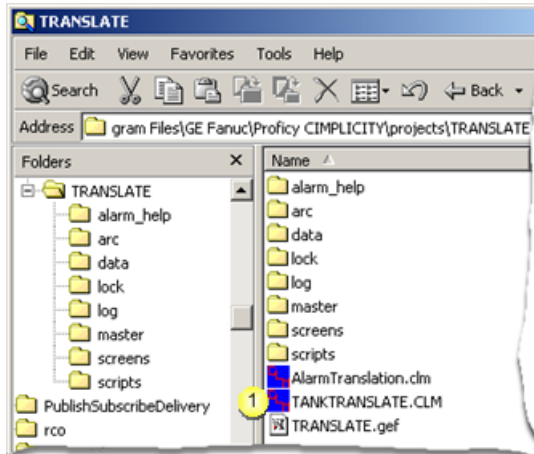 TRANSLATE
File Edit View Favorites Tools Help
Search Back
Address gram Files\GE Fanuc\Proficy CIMPLICITY\projects\TRANSLATE
Folders × Name
TRANSLATE
alarm_help
arc
data
lock
log
master
screens
scripts
PublishSubscribeDelivery
rco
alarm_help
arc
data
lock
log
master
screens
scripts
AlarmTranslation.clm
1 TANKTRANSLATE.CLM
TRANSLATE.gef